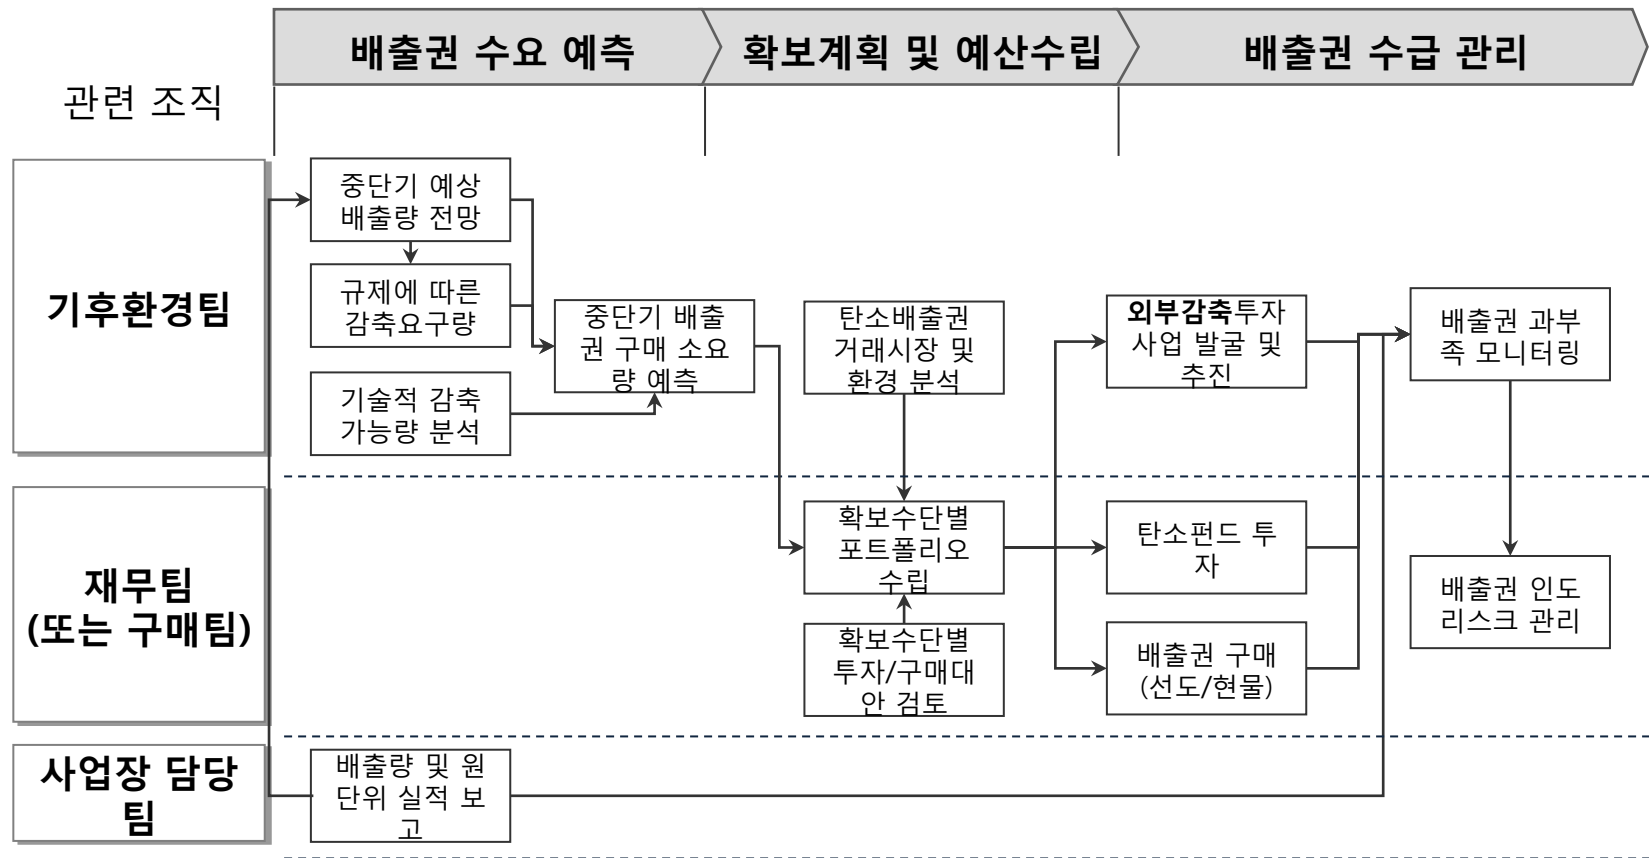 배출권 수요 예측
확보계획 및 예산수립
배출권 수급 관리
관련 조직
기후환경팀
중단기 예상
배출량 전망
규제에 따른
감축요구량
기술적 감축
가능량 분석
중단기 배출
권 구매 소요
량 예측
탄소배출권
거래시장 및
환경 분석
외부감축투자
사업 발굴 및
추진
배출권 과부
족 모니터링
재무팀
(또는 구매팀)
확보수단별
포트폴리오
수립
확보수단별
투자/구매대
안 검토
탄소펀드 투
자
배출권 구매
(선도/현물)
배출권 인도
리스크 관리
사업장 담당
팀
배출량 및 원
단위 실적 보
고